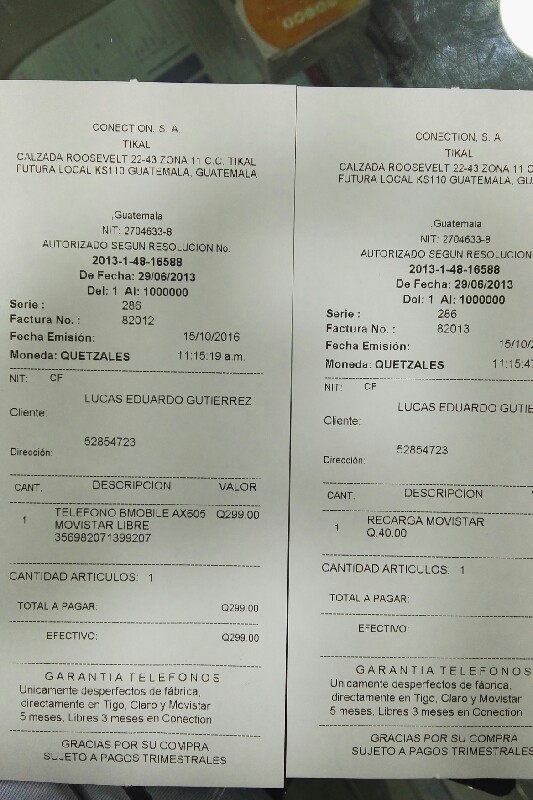 CONECTION, S. A.
TIKAL
CALZADA ROOSEVELT 22-43 ZONA 11 C.C. TIKAL
FUTURA LOCAL KS110 GUATEMALA, GUATEMALA
,Guatemala
NIT: 2704633-8
AUTORIZADO SEGUN RESOLUCION No.
2013-1-48-16588
De Fecha: 29/06/2013
Del: 1 Al: 1000000
Serie : 286
Factura No. : 82012
Fecha Emisión: 15/10/2016
Moneda: QUETZALES 11:15:19 a.m.
NIT: CF
LUCAS EDUARDO GUTIERREZ
Cliente:
52854723
Dirección:
CANT. DESCRIPCION VALOR
1 TELEFONO BMOBILE AX605 Q299.00
MOVISTAR LIBRE
356982071399207
CANTIDAD ARTICULOS: 1
TOTAL A PAGAR: Q299.00
EFECTIVO: Q299.00
GARANTIA TELEFONOS
Unicamente desperfectos de fábrica,
directamente en Tigo, Claro y Movistar
5 meses, Libres 3 meses en Conection
GRACIAS POR SU COMPRA
SUJETO A PAGOS TRIMESTRALES
CONECTION, S. A.
TIKAL
CALZADA ROOSEVELT 22-43 ZONA 11 C
FUTURA LOCAL KS110 GUATEMALA, GU
,Guatemala
NIT: 2704633-8
AUTORIZADO SEGUN RESOLUCION
2013-1-48-16588
De Fecha: 29/06/2013
Del: 1 Al: 1000000
Serie : 286
Factura No. : 82013
Fecha Emisión: 15/10/
Moneda: QUETZALES 11:15:4
NIT: CF
LUCAS EDUARDO GUTIE
Cliente:
52854723
Dirección:
CANT. DESCRIPCION
1 RECARGA MOVISTAR
Q.40.00
CANTIDAD ARTICULOS: 1
TOTAL A PAGAR:
EFECTIVO
GARANTIA TELEFONOS
Unicamente desperfectos de fábrica,
directamente en Tigo, Claro y Movistar
5 meses, Libres 3 meses en Conection
GRACIAS POR SU COMPRA
SUJETO A PAGOS TRIMESTRALES